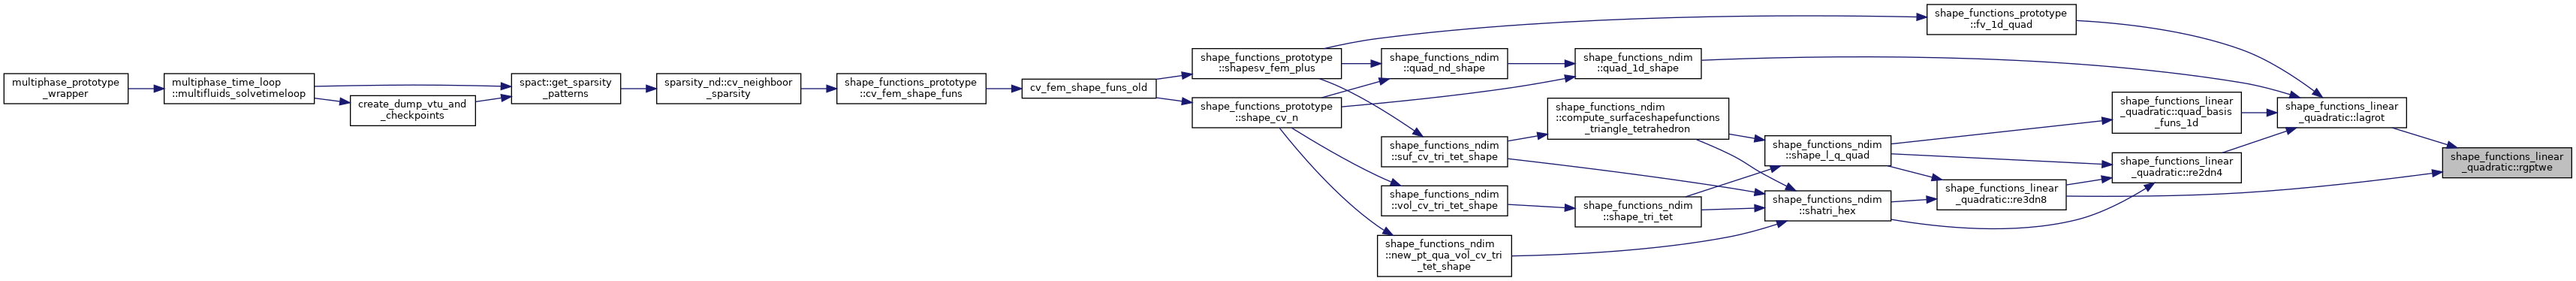 multiphase_prototype
_wrapper
multiphase_time_loop
::multifluids_solvetimeloop
create_dump_vtu_and
_checkpoints
spact::get_sparsity
_patterns
sparsity_nd::cv_neighboor
_sparsity
shape_functions_prototype
::cv_fem_shape_funs
cv_fem_shape_funs_old
shape_functions_prototype
::shapesv_fem_plus
shape_functions_prototype
::shape_cv_n
shape_functions_ndim
::quad_nd_shape
shape_functions_ndim
::suf_cv_tri_tet_shape
shape_functions_ndim
::vol_cv_tri_tet_shape
shape_functions_ndim
::new_pt_qua_vol_cv_tri
_tet_shape
shape_functions_ndim
::quad_1d_shape
shape_functions_ndim
::compute_surfaceshapefunctions
_triangle_tetrahedron
shape_functions_ndim
::shape_tri_tet
shape_functions_ndim
::shape_l_q_quad
shape_functions_ndim
::shatri_hex
shape_functions_prototype
::fv_1d_quad
shape_functions_linear
_quadratic::re3dn8
shape_functions_linear
_quadratic::quad_basis
_funs_1d
shape_functions_linear
_quadratic::re2dn4
shape_functions_linear
_quadratic::lagrot
shape_functions_linear
_quadratic::rgptwe